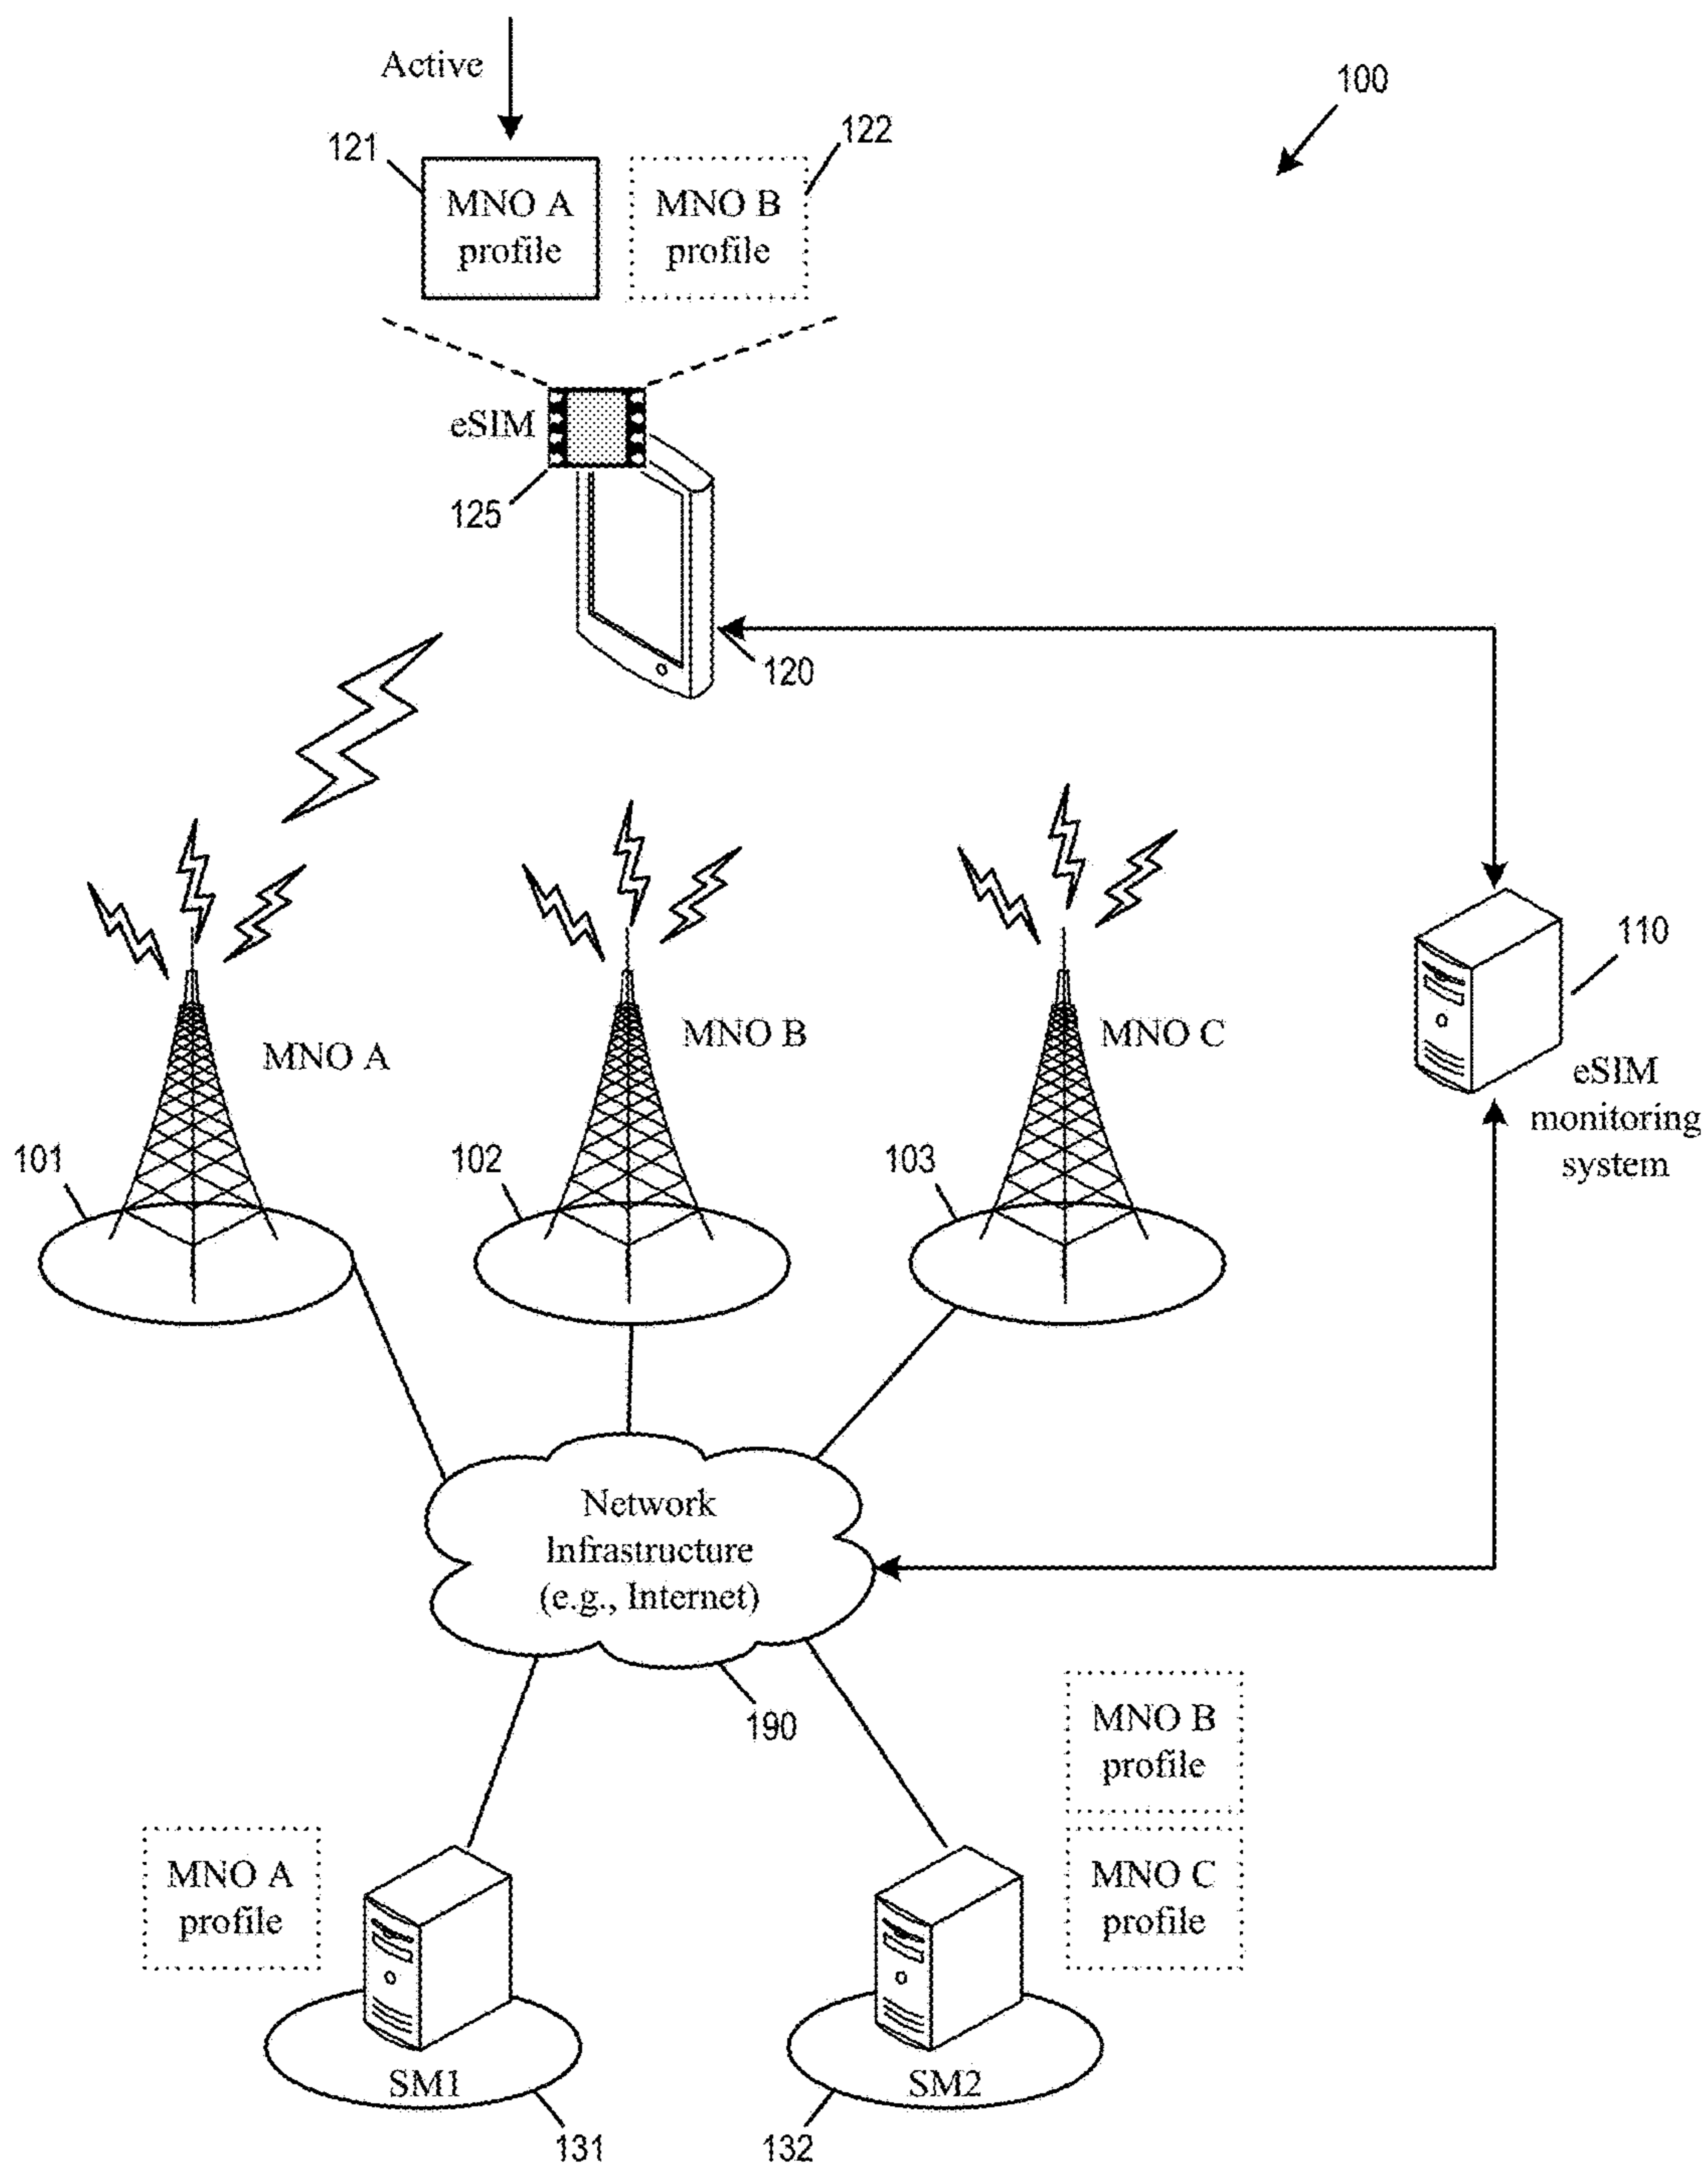 Active
100
121
122
MNO A
profile
MNO B
profile
eSIM
125
120
110
MNO A
MNO B
MNO C
eSIM
monitoring
system
101
102
103
Network
Infrastructure
(e.g., Internet)
190
MNO B
profile
MNO A
profile
MNO C
profile
SM1
SM2
131
132